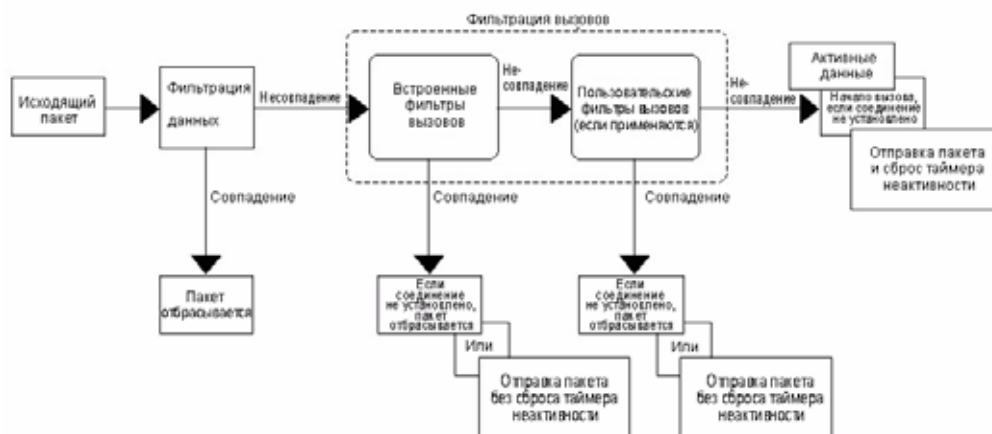 Фильтрация вызовов
Исходящий
пакет
Фильтрация
данных
Несовпадение
Встроенные
фильтры
вызовов
Не-
совпадение
Пользовательские
фильтры вызовов
(если применяются)
Не-
совпадение
Активные
данные
Начало вызова,
если соединение
не установлено
Отправка пакета
и сброс таймера
неактивности
Совпадение
Совпадение
Совпадение
Пакет
отбрасывается
Если
соединение
не установлено,
пакет
отбрасывается
Или
Отправка пакета
без сброса таймера
неактивности
Если
соединение
не установлено,
пакет
отбрасывается
Или
Отправка пакета
без сброса таймера
неактивности